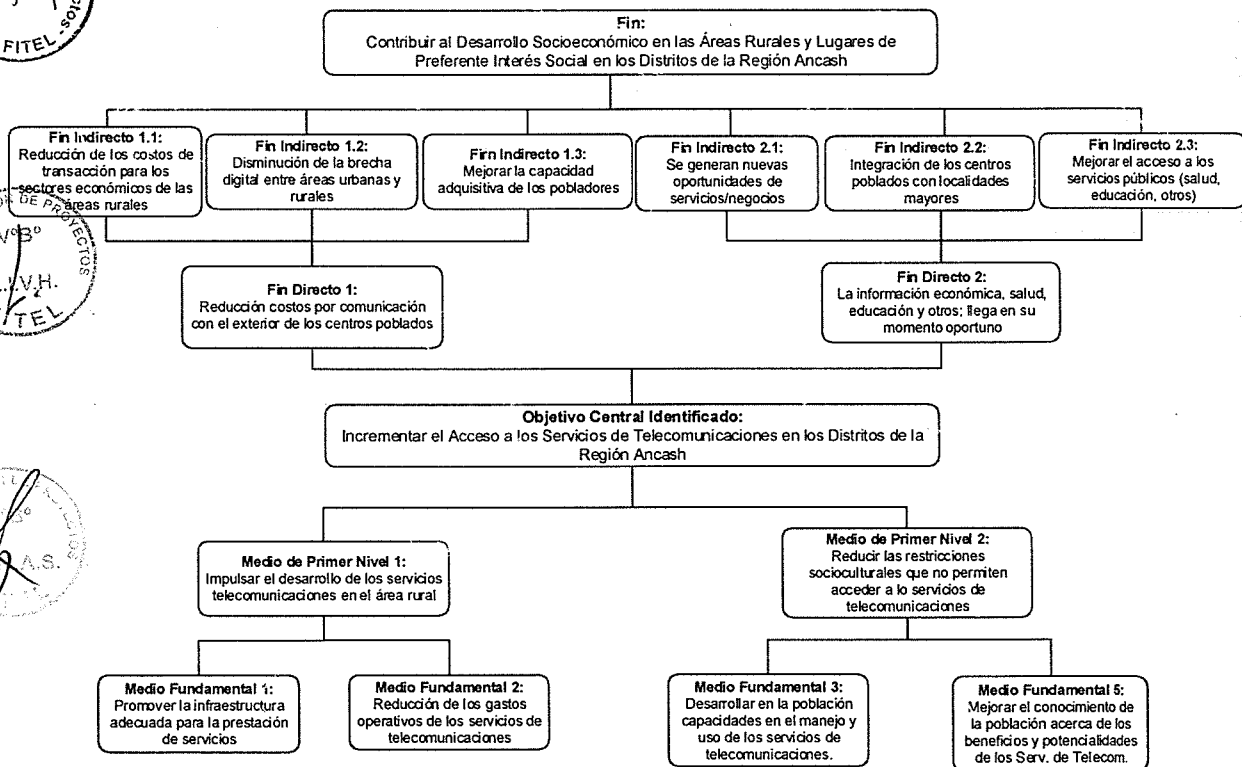 FITEL
Fin:
Contribuir al Desarrollo Socioeconómico en las Áreas Rurales y Lugares de
Preferente Interés Social en los Distritos de la Región Ancash
Fin Indirecto 1.1:
Reducción de los costos de
transacción para los
sectores económicos de las
áreas rurales
Fin Indirecto 1.2:
Disminución de la brecha
digital entre áreas urbanas y
rurales
Firn Indirecto 1.3:
Mejorar la capacidad
adquisitiva de los pobladores
Fin Indirecto 2.1:
Se generan nuevas
oportunidades de
servicios/negocios
Fin Indirecto 2.2:
Integración de los centros
poblados con localidades
mayores
Fin Indirecto 2.3:
Mejorar el acceso a los
servicios públicos (salud,
educación, otros)
DE PROYECTOS
VºBº
V.H.
Fin Directo 1:
Reducción costos por comunicación
con el exterior de los centros poblados
Fin Directo 2:
La información económica, salud,
educación y otros; llega en su
momento oportuno
Objetivo Central Identificado:
Incrementar el Acceso a los Servicios de Telecomunicaciones en los Distritos de la
Región Ancash
A.S.
Medio de Primer Nivel 1:
Impulsar el desarrollo de los servicios
telecomunicaciones en el área rural
Medio de Primer Nivel 2:
Reducir las restricciones
socioculturales que no permiten
acceder a lo servicios de
telecomunicaciones
Medio Fundamental 1:
Promover la infraestructura
adecuada para la prestación
de servicios
Medio Fundamental 2:
Reducción de los gastos
operativos de los servicios de
telecomunicaciones
Medio Fundamental 3:
Desarrollar en la población
capacidades en el manejo y
uso de los servicios de
telecomunicaciones.
Medio Fundamental 5:
Mejorar el conocimiento de
la población acerca de los
beneficios y potencialidades
de los Serv. de Telecom.